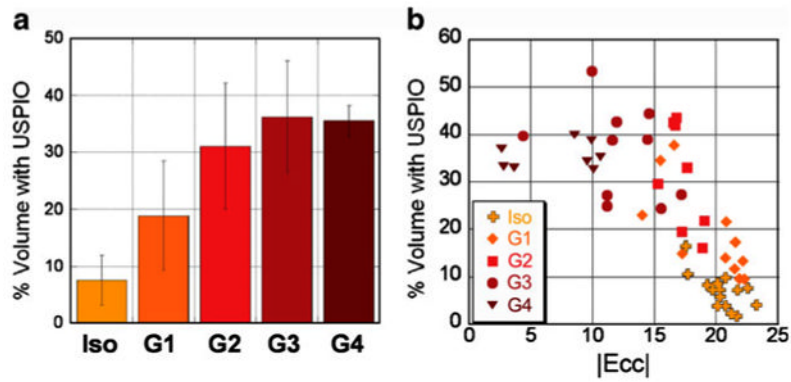 a
% Volume with USPIO
50
40
30
20
10
0
Iso G1 G2 G3 G4
b
% Volume with USPIO
60
50
40
30
20
10
0
Iso
G1
G2
G3
G4
0 5 10 15 20 25
|Ecc|